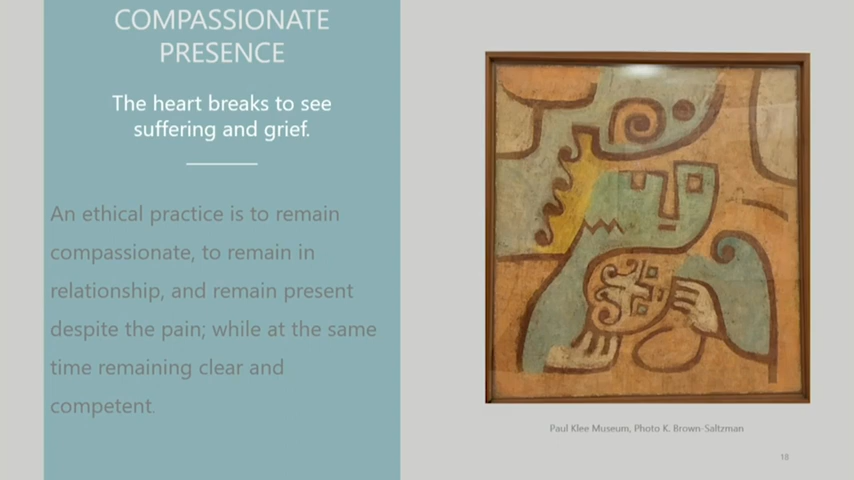 COMPASSIONATE
PRESENCE
The heart breaks to see
suffering and grief.
An ethical practice is to remain
compassionate, to remain in
relationship, and remain present
despite the pain; while at the same
time remaining clear and
competent.
Paul Klee Museum, Photo K. Brown-Saltzman
18